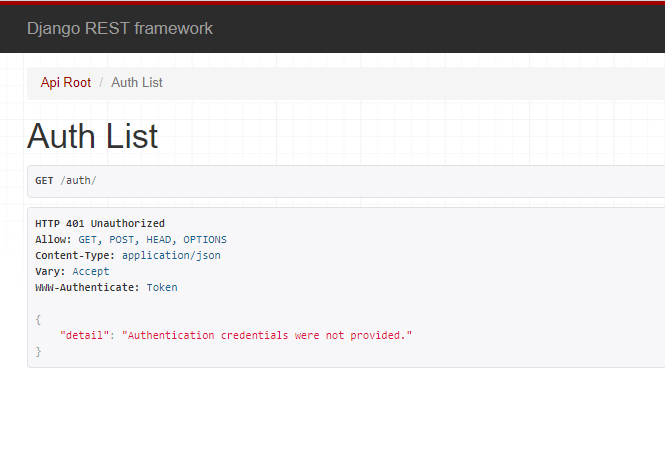 Django REST framework
Api Root / Auth List
Auth List
GET /auth/
HTTP 401 Unauthorized
Allow: GET, POST, HEAD, OPTIONS
Content-Type: application/json
Vary: Accept
WWW-Authenticate: Token
{
    "detail": "Authentication credentials were not provided."
}